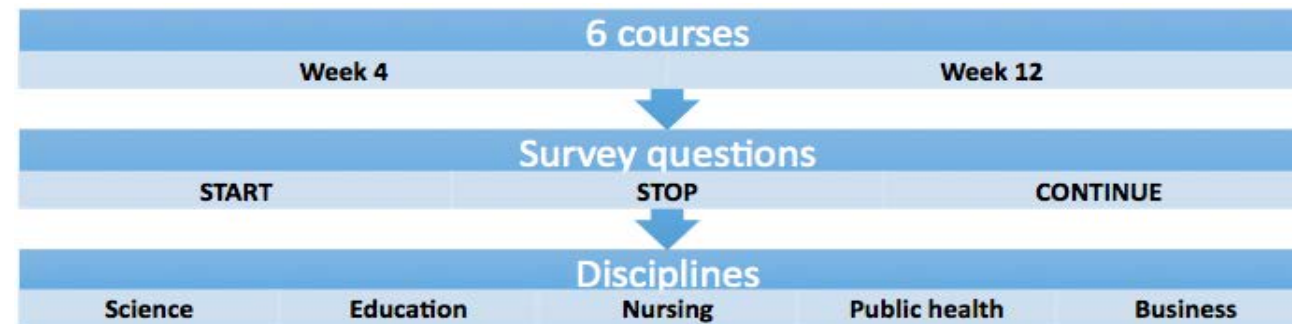 6 courses
Week 4 Week 12
Survey questions
START STOP CONTINUE
Disciplines
Science Education Nursing Public health Business